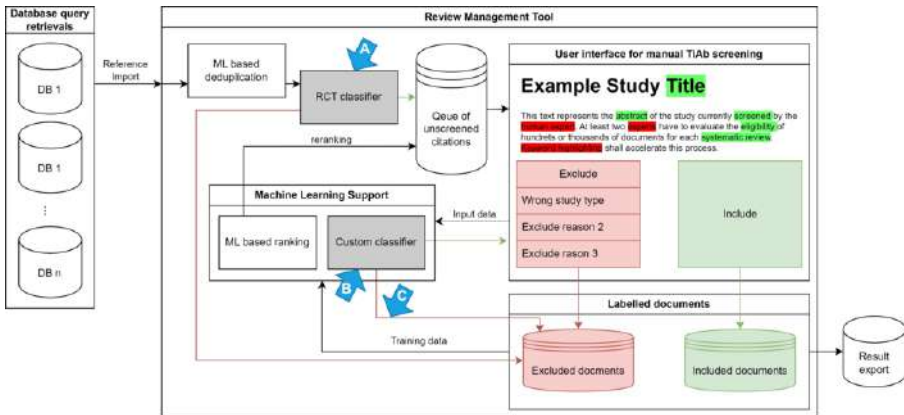 Database query
retrievals
DB 1
DB 1
⋮
DB n
Reference
Import
Review Management Tool
ML based
deduplication
A
RCT classifier
reranking
Qeue of
unscreened
citations
Machine Learning Support
ML based ranking
Custom classifier
B
C
Input data
Training data
User interface for manual TiAb screening
Example Study Title
This text represents the abstract of the study currently screened by the
human expert. At least two experts have to evaluate the eligibility of
hundrets or thousands of documents for each systematic review.
Keyword highlighting shall accelerate this process.
Exclude
Wrong study type
Exclude reason 2
Exclude rason 3
Include
Labelled documents
Excluded docments
Included documents
Result
export